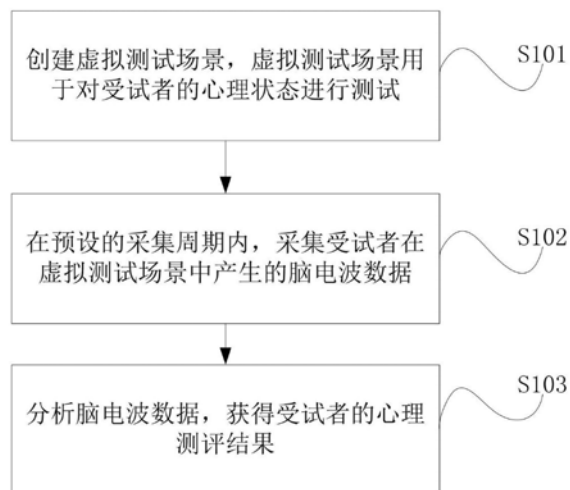 创建虚拟测试场景，虚拟测试场景用
于对受试者的心理状态进行测试
S101
在预设的采集周期内，采集受试者在
虚拟测试场景中产生的脑电波数据
S102
分析脑电波数据，获得受试者的心理
测评结果
S103